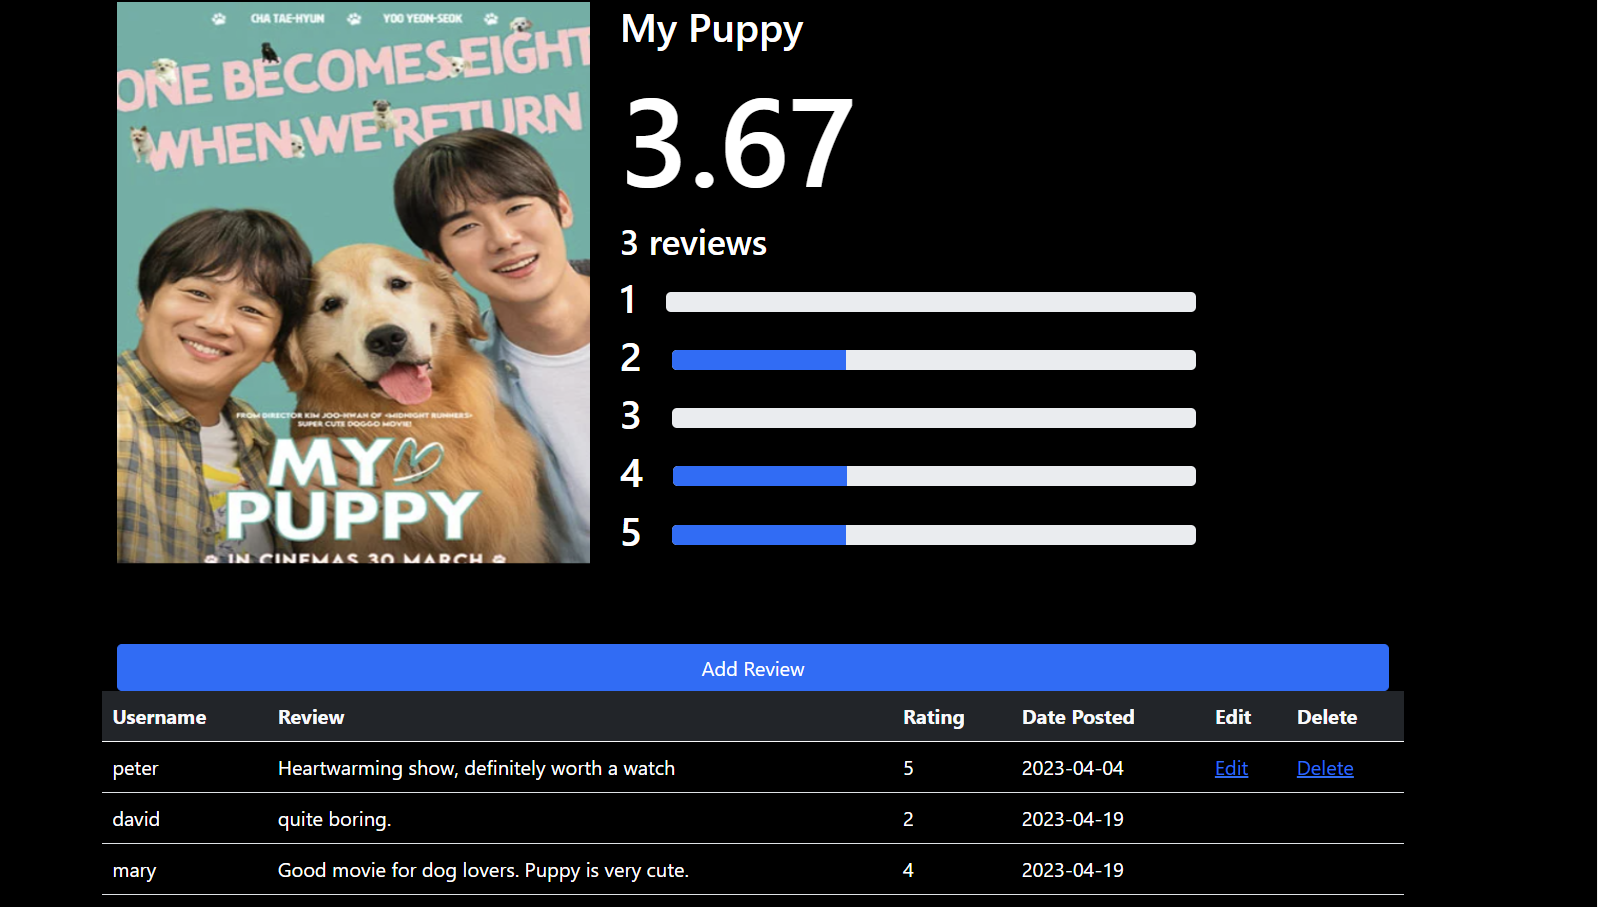 CHA TAE-HYUN YOO YEON-SEOK
ONE BECOMES EIGHT
WHEN WE RETURN
FROM DIRECTOR KIM JOO-HWAN OF <MIDNIGHT RUNNERS>
SUPER CUTE DOGGO MOVIE!
MY
PUPPY
IN CINEMAS 30 MARCH
My Puppy
3.67
3 reviews
1
2
3
4
5
Add Review
Username Review Rating Date Posted Edit Delete
peter Heartwarming show, definitely worth a watch 5 2023-04-04 Edit Delete
david quite boring. 2 2023-04-19
mary Good movie for dog lovers. Puppy is very cute. 4 2023-04-19